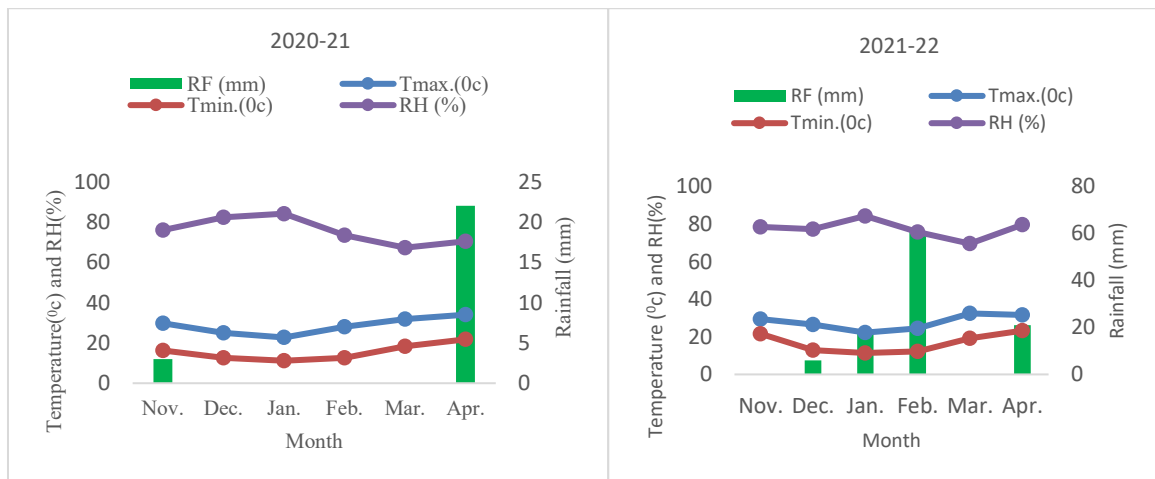 2020-21
RF (mm) Tmax.(0c)
Tmin.(0c) RH (%)
Temperature(⁰c) and RH(%)
100
80
60
40
20
0
25
20
15
10
5
0
Rainfall (mm)
Nov. Dec. Jan. Feb. Mar. Apr.
Month
2021-22
RF (mm) Tmax.(0c)
Tmin.(0c) RH (%)
Temperature (⁰c) and RH(%)
100
80
60
40
20
0
80
60
40
20
0
Rainfall (mm)
Nov. Dec. Jan. Feb. Mar. Apr.
Month